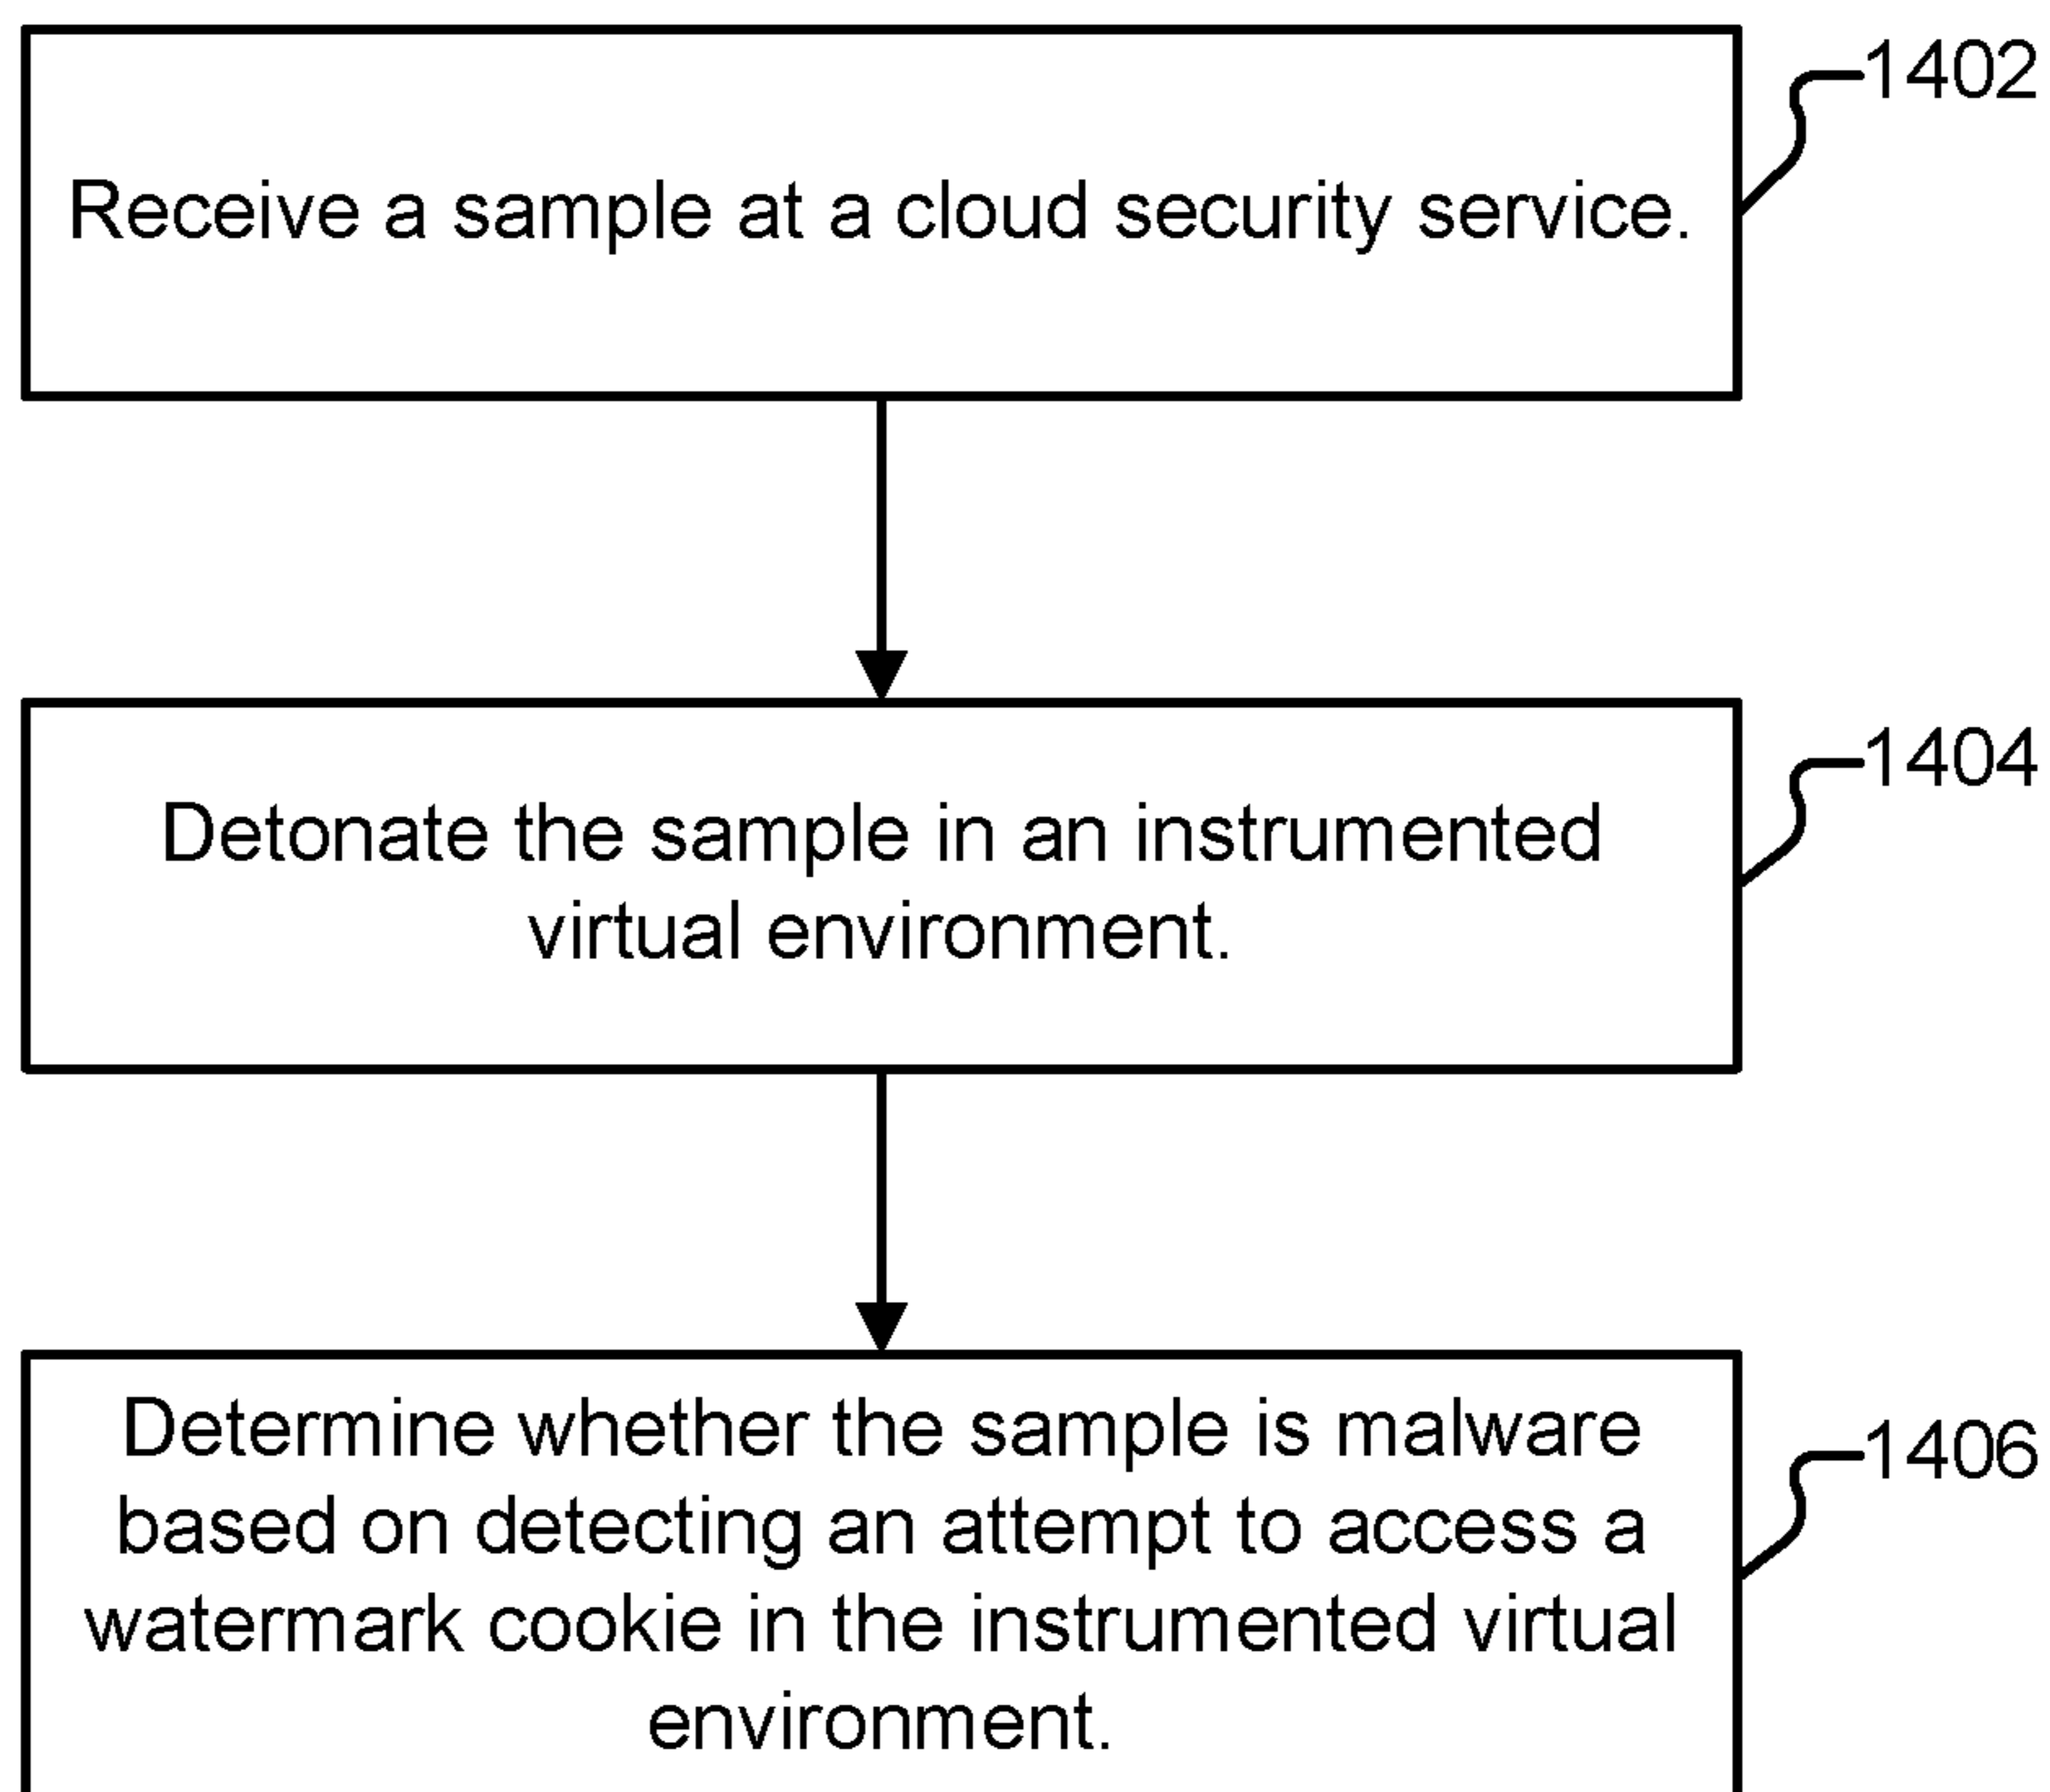 1402
Receive a sample at a cloud security service.
1404
Detonate the sample in an instrumented
virtual environment.
1406
Determine whether the sample is malware
based on detecting an attempt to access a
watermark cookie in the instrumented virtual
environment.